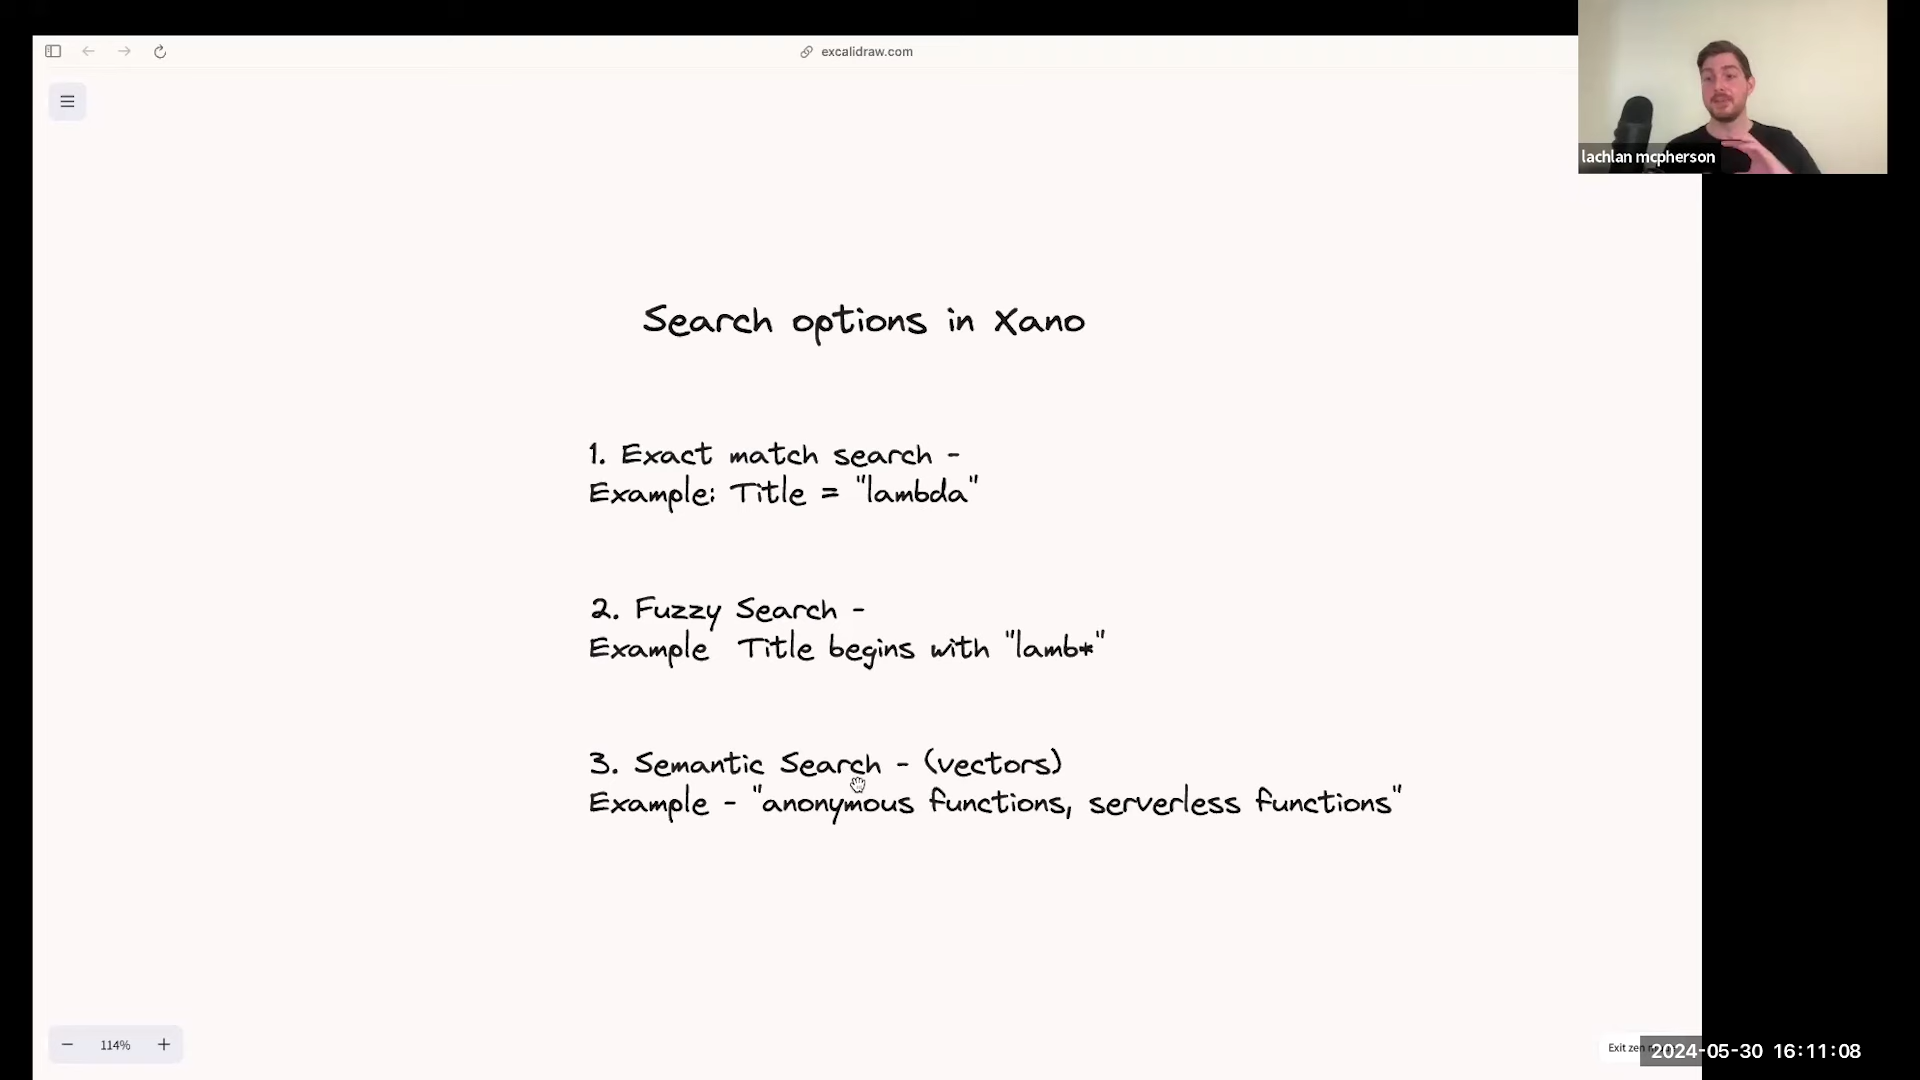 excalidraw.com
lachlan mcpherson
Search options in Xano
1. Exact match search -
Example: Title = "lambda"
2. Fuzzy Search -
Example Title begins with "lamb*"
3. Semantic Search - (vectors)
Example - "anonymous functions, serverless functions"
114%
Exit zen
2024-05-30 16:11:08